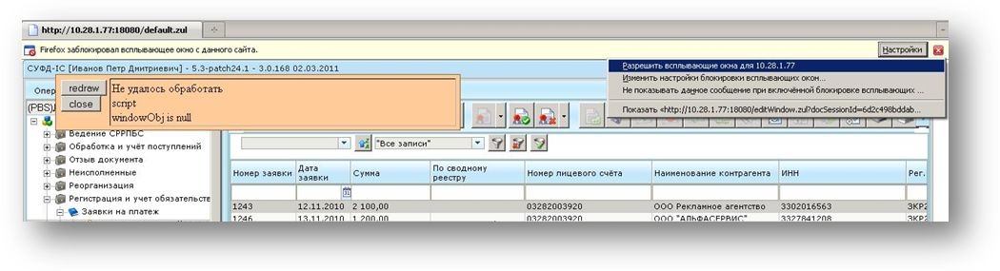 http://10.28.1.77:18080/default.zul
Firefox заблокировал всплывающее окно с данного сайта.
Настройки
СУФД-IC [Иванов Петр Дмитриевич] - 5.3-patch24.1 - 3.0.168 02.03.2011
Разрешить всплывающие окна для 10.28.1.77
Изменить настройки блокировки всплывающих окон...
Не показывать данное сообщение при включённой блокировке всплывающих ...
Показать «http://10.28.1.77:18080/editWindow.zul?docSessionId=6d2c498bddab...
Опер
redraw
Не удалось обработать
close
script
windowObj is null
(PBS)
Ведение СРРПБС
Обработка и учёт поступлений
Отзыв документа
Неисполненные
Реорганизация
Регистрация и учет обязательств
Заявки на платеж
"Все записи"
Номер заявки
Дата заявки
Сумма
По сводному реестру
Номер лицевого счёта
Наименование контрагента
ИНН
Рег.
1243 12.11.2010 2 100,00 03282003920 ООО Рекланное агентство 3302016563 ЗКР2
1246 13.11.2010 1 200,00 03282003920 ООО "АЛЬФАСЕРВИС" 3327841208 ЗКР2